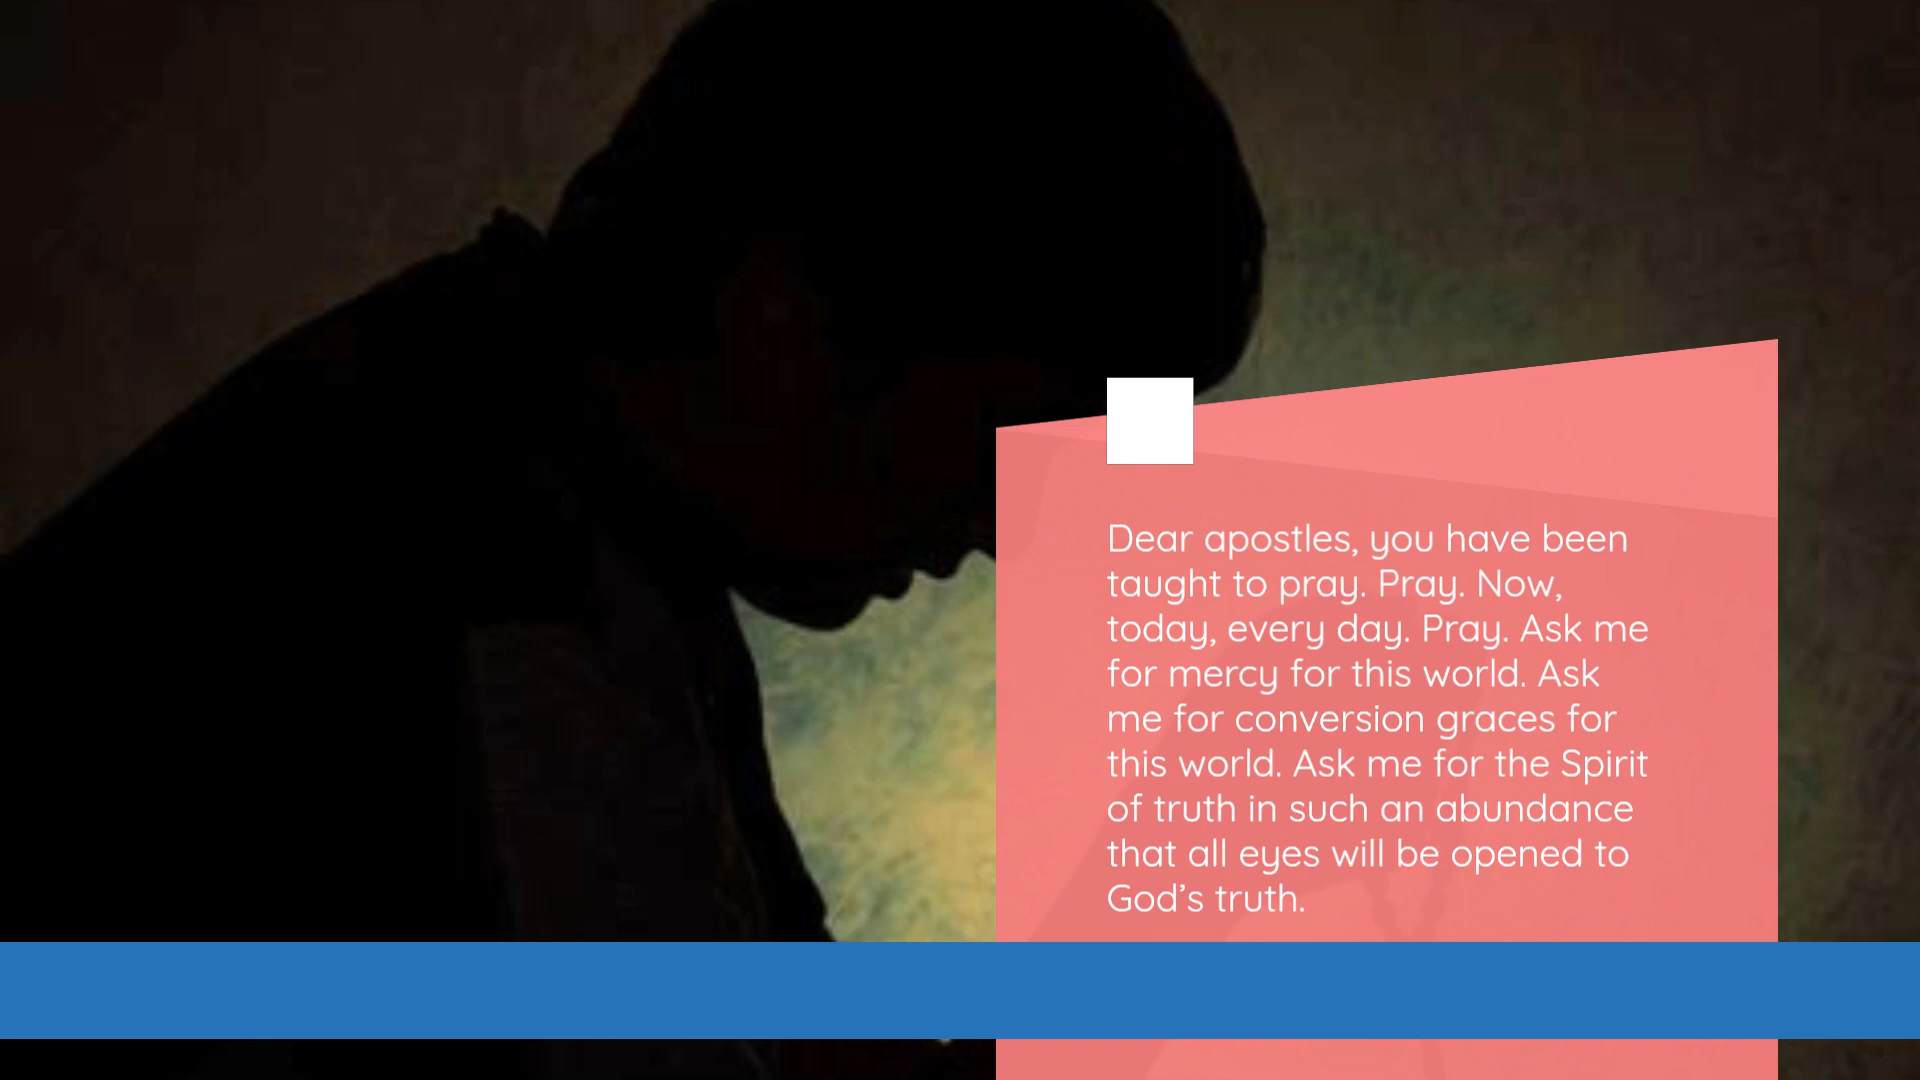 Dear apostles, you have been
taught to pray. Pray. Now,
today, every day. Pray. Ask me
for mercy for this world. Ask
me for conversion graces for
this world. Ask me for the Spirit
of truth in such an abundance
that all eyes will be opened to
God’s truth.